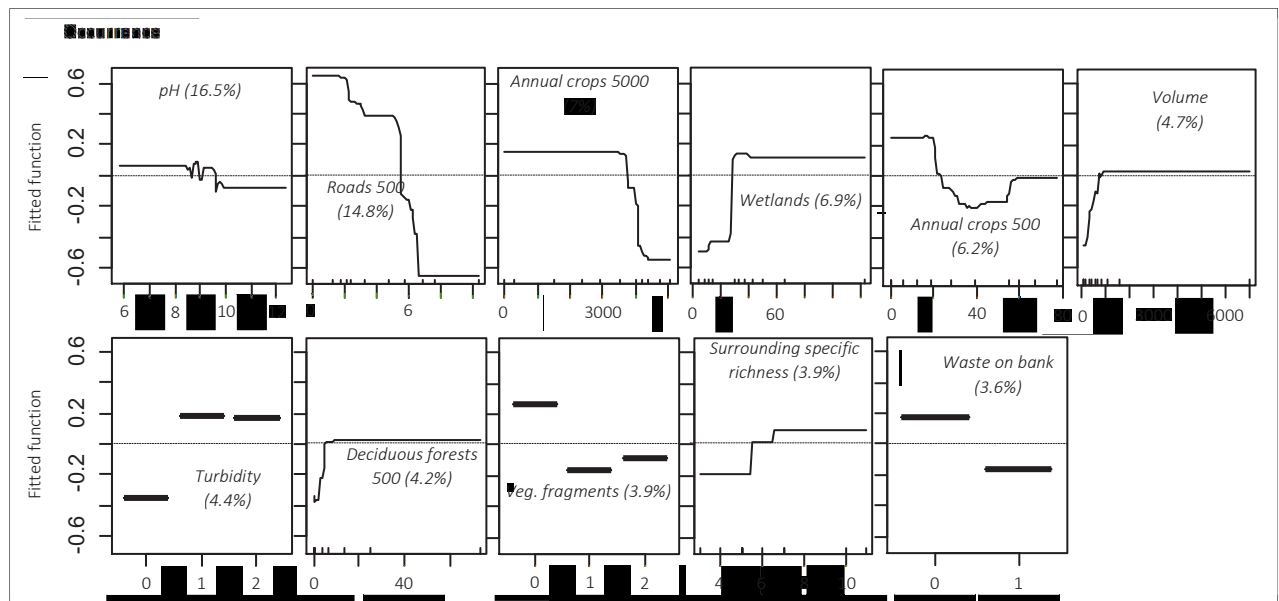 Fitted function
0.6
0.2
-0.2
-0.6
pH (16.5%)
6 8 10
Roads 500
(14.8%)
6
Annual crops 5000
0 3000
Wetlands (6.9%)
0 60
Annual crops 500
(6.2%)
0 40
Volume
(4.7%)
0 3000 6000
Fitted function
0.6
0.2
-0.2
-0.6
Turbidity
(4.4%)
0 1 2
Deciduous forests
500 (4.2%)
0 40
Veg. fragments (3.9%)
0 1 2
Surrounding specific
richness (3.9%)
4 6 8 10
Waste on bank
(3.6%)
0 1